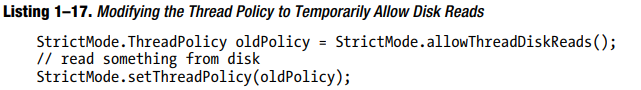 Listing 1–17. Modifying the Thread Policy to Temporarily Allow Disk Reads
StrictMode.ThreadPolicy oldPolicy = StrictMode.allowThreadDiskReads();
// read something from disk
StrictMode.setThreadPolicy(oldPolicy);